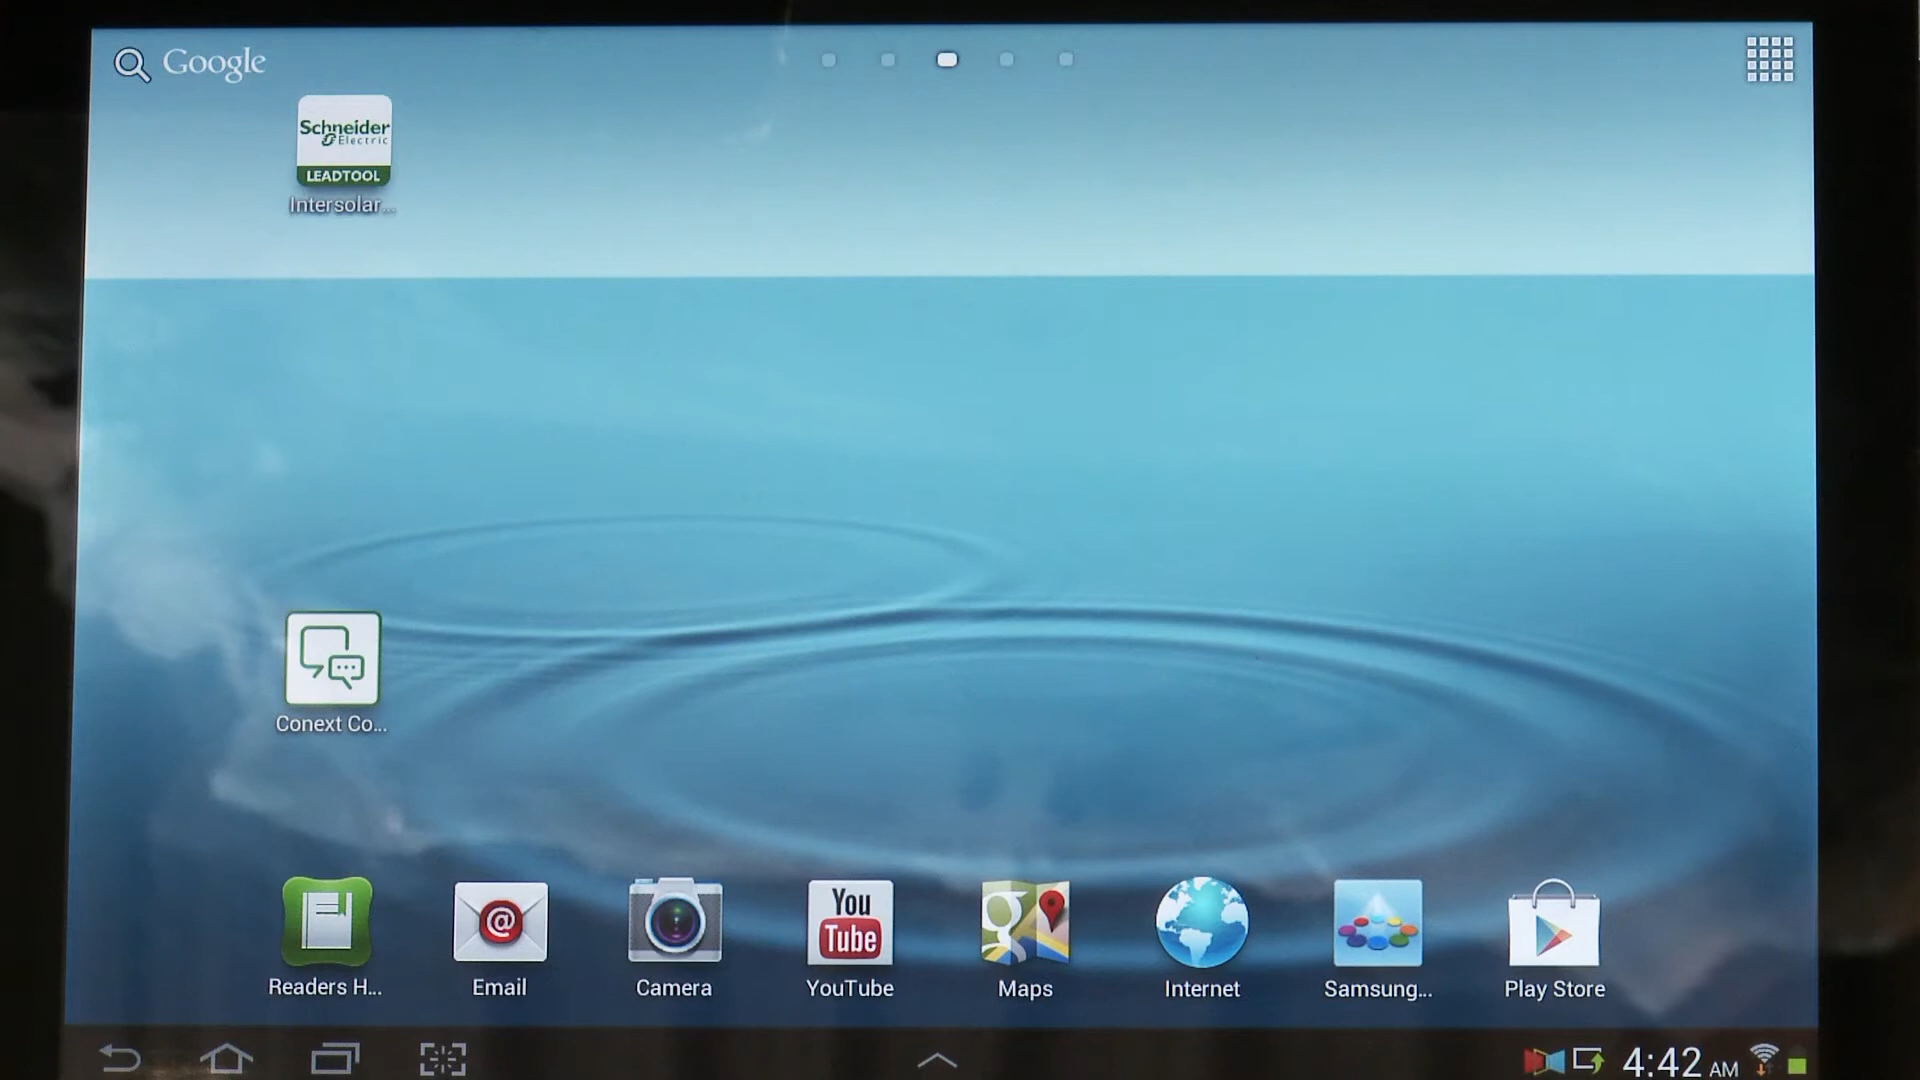 Google
Schneider
Electric
LEADTOOL
Intersolar...
Conext Co...
You
Tube
Readers H...
Email
Camera
YouTube
Maps
Internet
Samsung...
Play Store
4:42 AM